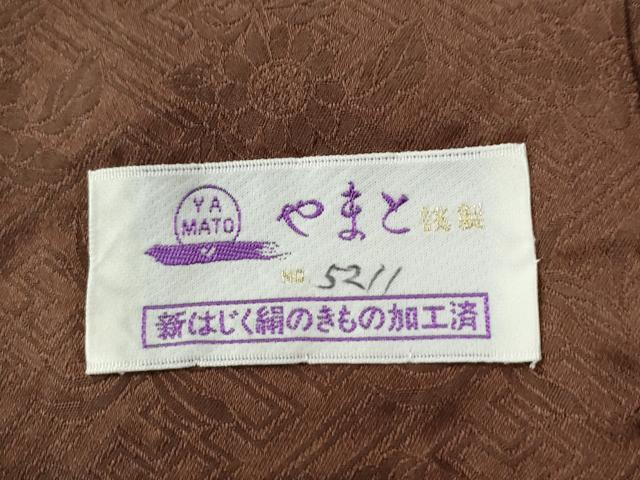 YA
MATO
やまと 謹製
NO. 5211
新はじく絹のきもの加工済